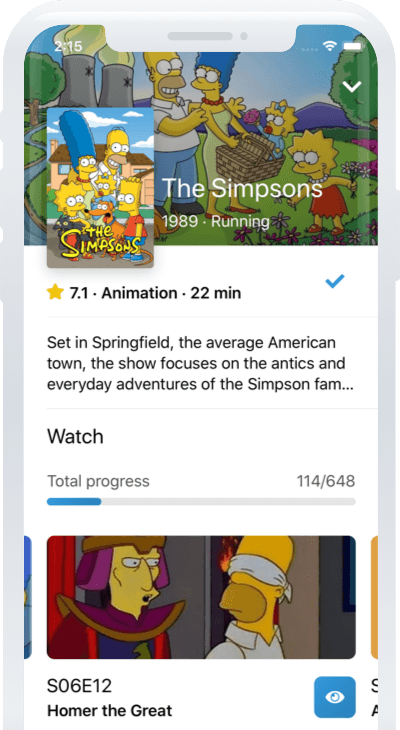 2:15
The Simpsons
1989 · Running
THE
SIMPSONS
7.1 · Animation · 22 min
Set in Springfield, the average American
town, the show focuses on the antics and
everyday adventures of the Simpson fam...
Watch
Total progress 114/648
S06E12
Homer the Great
S
A